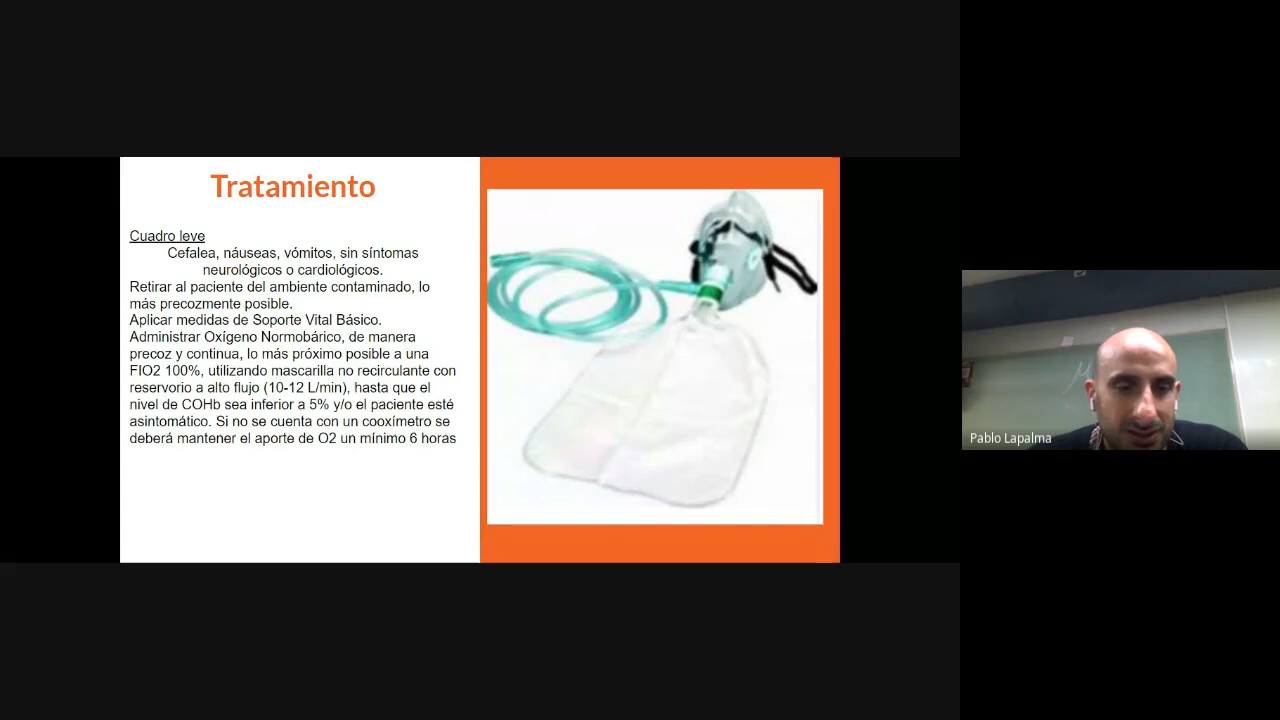 Tratamiento
Cuadro leve
Cefalea, náuseas, vómitos, sin síntomas
neurológicos o cardiológicos.
Retirar al paciente del ambiente contaminado, lo
más precozmente posible.
Aplicar medidas de Soporte Vital Básico.
Administrar Oxígeno Normobárico, de manera
precoz y continua, lo más próximo posible a una
FIO2 100%, utilizando mascarilla no recirculante con
reservorio a alto flujo (10-12 L/min), hasta que el
nivel de COHb sea inferior a 5% y/o el paciente esté
asintomático. Si no se cuenta con un cooxímetro se
deberá mantener el aporte de O2 un mínimo 6 horas
Pablo Lapalma